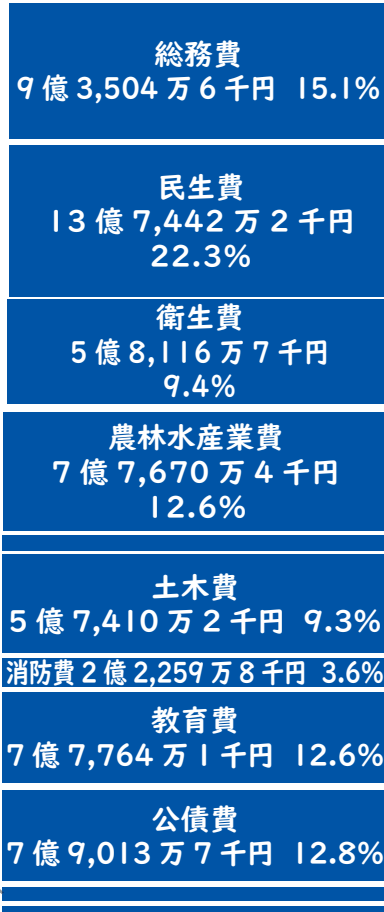 総務費
9億3,504万6千円 15.1%
民生費
13億7,442万2千円
22.3%
衛生費
5億8,116万7千円
9.4%
農林水産業費
7億7,670万4千円
12.6%
土木費
5億7,410万2千円 9.3%
消防費2億2,259万8千円 3.6%
教育費
7億7,764万1千円 12.6%
公債費
7億9,013万7千円 12.8%